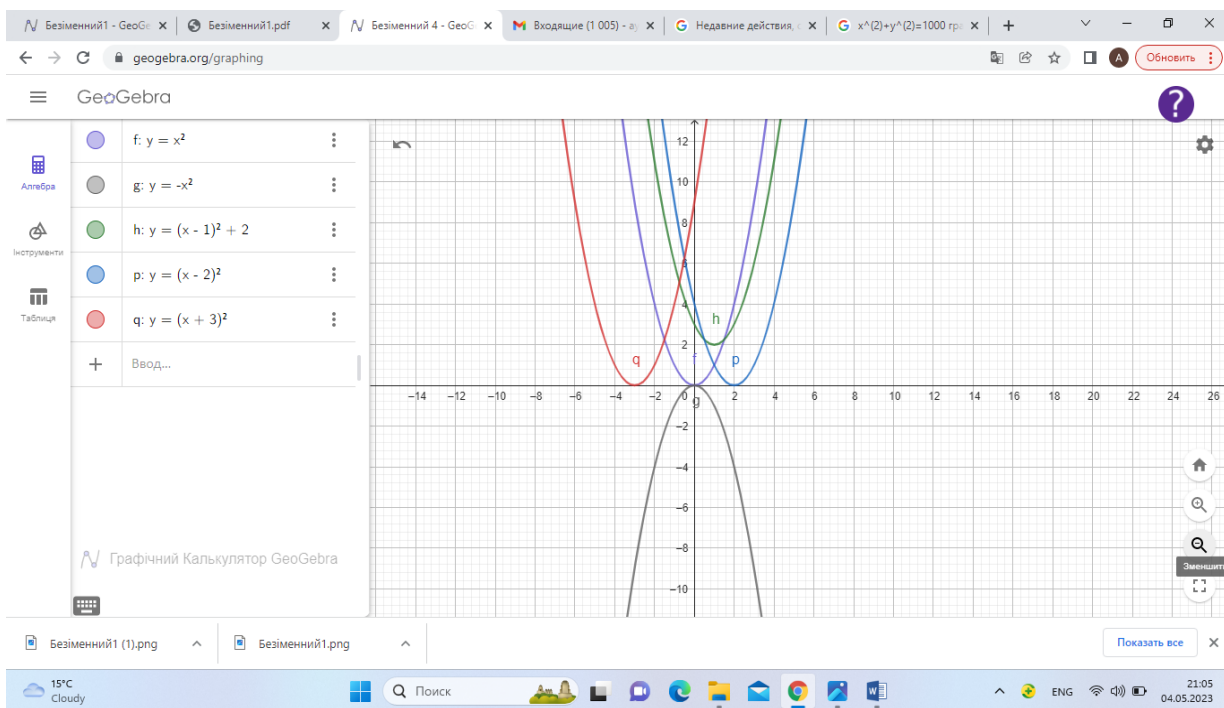 Безіменний1 - GeoGe
Безіменний1.pdf
Безіменний 4 - GeoG
Входящие (1 005) - ay
Недавние действия, с
x^(2)+y^(2)=1000 гра
geogebra.org/graphing
A
Обновить
GeoGebra
?
Алгебра
Інструменти
Таблиця
f: y = x²
g: y = -x²
h: y = (x - 1)² + 2
p: y = (x - 2)²
q: y = (x + 3)²
+ Ввод...
Графічний Калькулятор GeoGebra
12
10
8
6
4
2
q
f
h
p
g
−14 −12 −10 −8 −6 −4 −2 0 2 4 6 8 10 12 14 16 18 20 22 24 26
−2
−4
−6
−8
−10
Зменшит
Безіменний1 (1).png
Безіменний1.png
Показать все
15°C
Cloudy
Поиск
ENG
21:05
04.05.2023